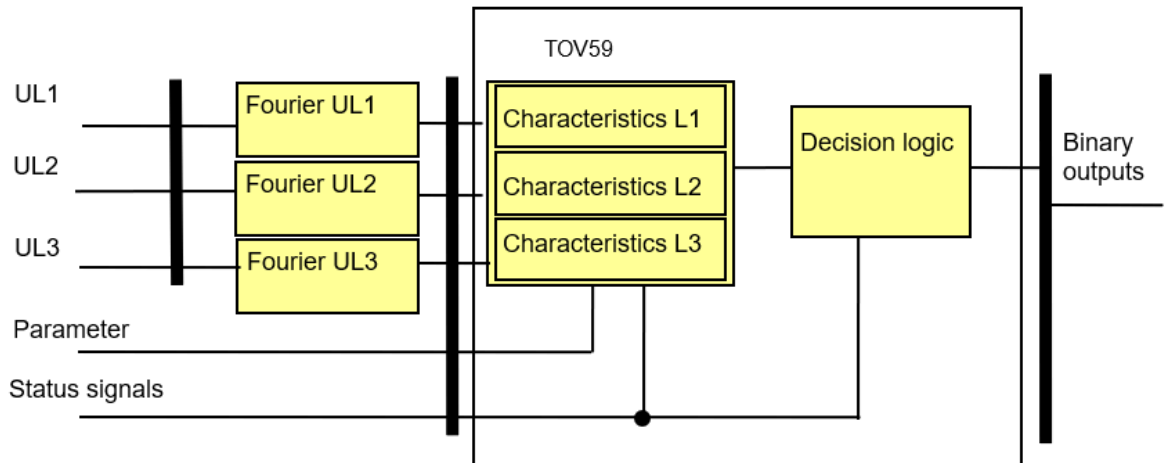 TOV59
UL1
Fourier UL1
Characteristics L1
Decision logic
Binary
outputs
UL2
Fourier UL2
Characteristics L2
UL3
Fourier UL3
Characteristics L3
Parameter
Status signals